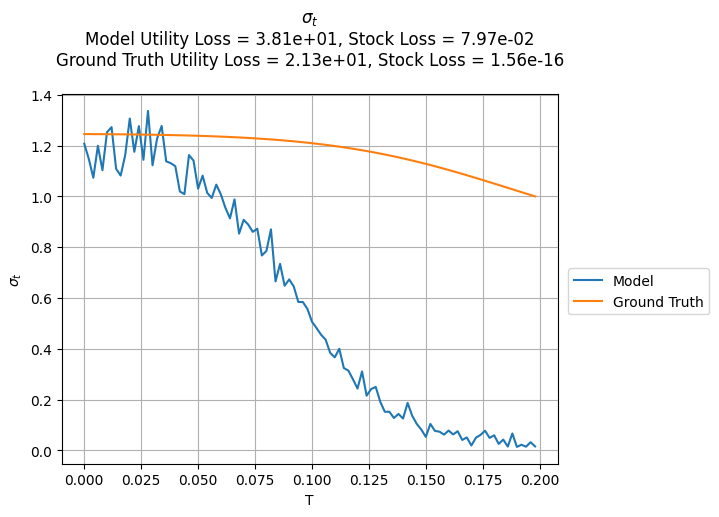 σt
Model Utility Loss = 3.81e+01, Stock Loss = 7.97e-02
Ground Truth Utility Loss = 2.13e+01, Stock Loss = 1.56e-16
1.4
1.2
1.0
0.8
0.6
0.4
0.2
0.0
σt
0.000 0.025 0.050 0.075 0.100 0.125 0.150 0.175 0.200
T
Model
Ground Truth